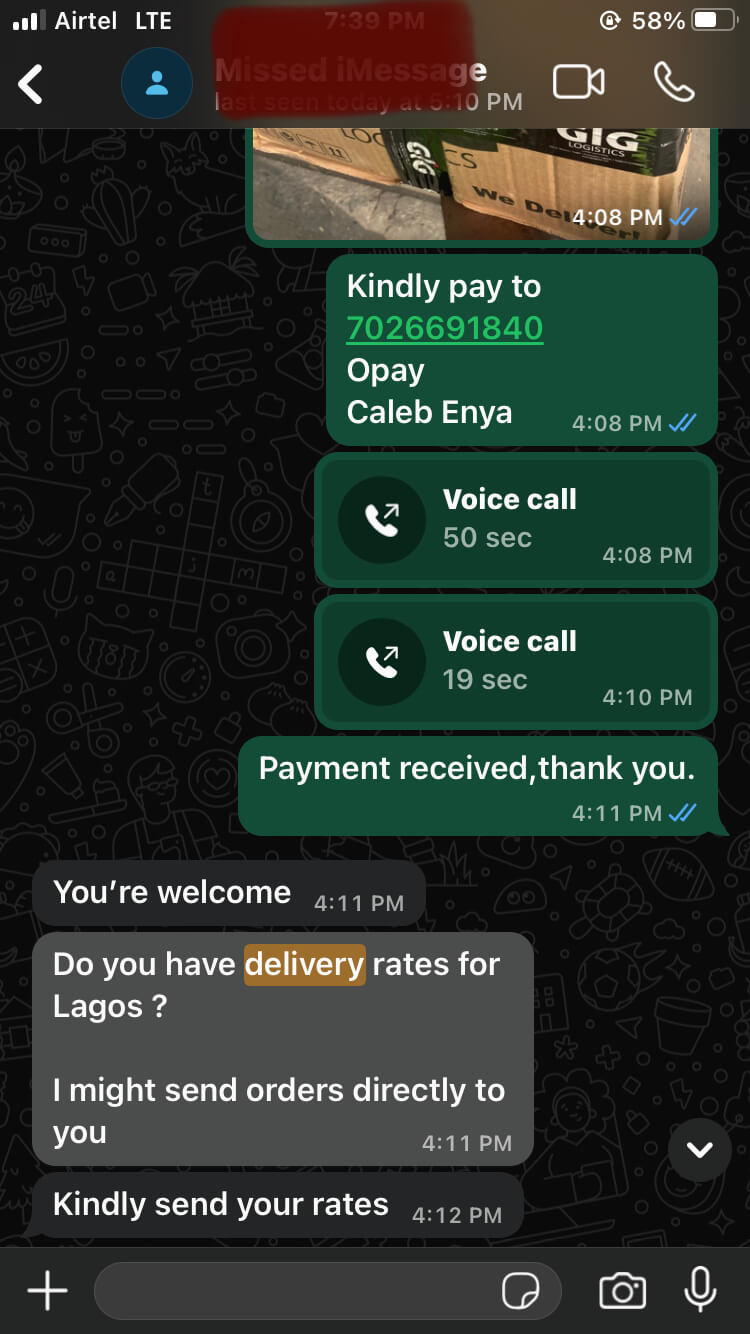 Airtel LTE 7:39 PM 58%
Missed iMessage
last seen today at 5:10 PM
LOG
CS
GIG
GIG
LOGISTICS
We Deliver!
4:08 PM
Kindly pay to
7026691840
Opay
Caleb Enya
4:08 PM
Voice call
50 sec
4:08 PM
Voice call
19 sec
4:10 PM
Payment received,thank you.
4:11 PM
You’re welcome 4:11 PM
Do you have delivery rates for
Lagos ?
I might send orders directly to
you
4:11 PM
Kindly send your rates 4:12 PM